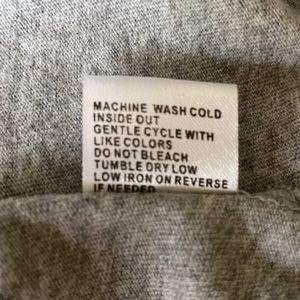 MACHINE WASH COLD
INSIDE OUT
GENTLE CYCLE WITH
LIKE COLORS
DO NOT BLEACH
TUMBLE DRY LOW
LOW IRON ON REVERSE
IF NEEDED